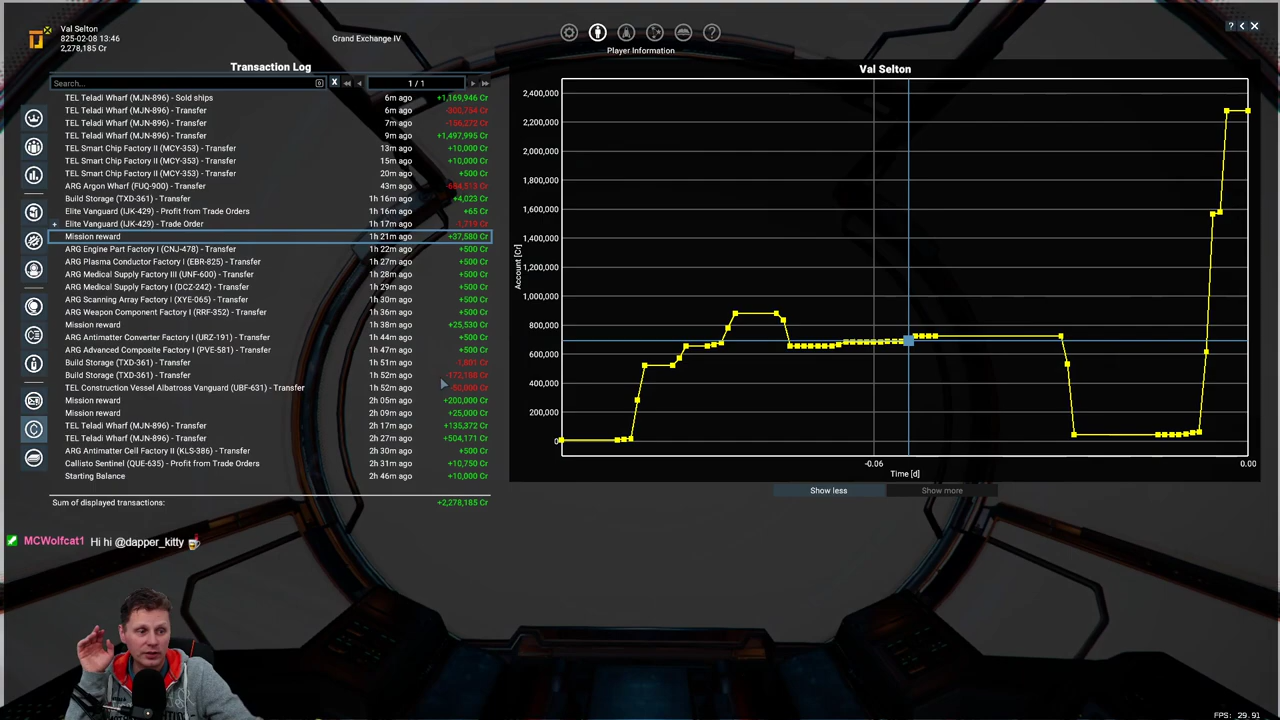 Val Selton
825-02-08 13:46
2,278,185 Cr
Grand Exchange IV
Player Information
? 
Transaction Log
Search...
1 / 1
TEL Teladi Wharf (MJN-896) - Sold ships 6m ago +1,169,946 Cr
TEL Teladi Wharf (MJN-896) - Transfer 6m ago
TEL Teladi Wharf (MJN-896) - Transfer 7m ago
TEL Teladi Wharf (MJN-896) - Transfer 9m ago +1,497,995 Cr
TEL Smart Chip Factory II (MCY-353) - Transfer 13m ago +10,000 Cr
TEL Smart Chip Factory II (MCY-353) - Transfer 15m ago +10,000 Cr
TEL Smart Chip Factory II (MCY-353) - Transfer 20m ago +500 Cr
ARG Argon Wharf (FUQ-900) - Transfer 43m ago
Build Storage (TXD-361) - Transfer 1h 16m ago +4,023 Cr
Elite Vanguard (IJK-429) - Profit from Trade Orders 1h 16m ago +65 Cr
+ Elite Vanguard (IJK-429) - Trade Order 1h 17m ago -1,719 Cr
Mission reward 1h 21m ago +37,580 Cr
ARG Engine Part Factory I (CNJ-478) - Transfer 1h 22m ago +500 Cr
ARG Plasma Conductor Factory I (EBR-825) - Transfer 1h 27m ago +500 Cr
ARG Medical Supply Factory III (UNF-600) - Transfer 1h 28m ago +500 Cr
ARG Medical Supply Factory I (DCZ-242) - Transfer 1h 29m ago +500 Cr
ARG Scanning Array Factory I (XYE-065) - Transfer 1h 30m ago +500 Cr
ARG Weapon Component Factory I (RRF-352) - Transfer 1h 36m ago +500 Cr
Mission reward 1h 38m ago +25,530 Cr
ARG Antimatter Converter Factory I (URZ-191) - Transfer 1h 44m ago +500 Cr
ARG Advanced Composite Factory I (PVE-581) - Transfer 1h 47m ago +500 Cr
Build Storage (TXD-361) - Transfer 1h 51m ago
Build Storage (TXD-361) - Transfer 1h 52m ago
TEL Construction Vessel Albatross Vanguard (UBF-631) - Transfer 1h 52m ago -50,000 Cr
Mission reward 2h 05m ago +200,000 Cr
Mission reward 2h 09m ago +25,000 Cr
TEL Teladi Wharf (MJN-896) - Transfer 2h 17m ago +135,372 Cr
TEL Teladi Wharf (MJN-896) - Transfer 2h 27m ago +504,171 Cr
ARG Antimatter Cell Factory II (KLS-386) - Transfer 2h 30m ago +500 Cr
Callisto Sentinel (QUE-635) - Profit from Trade Orders 2h 31m ago +10,750 Cr
Starting Balance 2h 46m ago +10,000 Cr
Sum of displayed transactions: +2,278,185 Cr
Val Selton
2,400,000
2,200,000
2,000,000
1,800,000
1,600,000
1,400,000
1,200,000
1,000,000
800,000
600,000
400,000
200,000
0
Account [Cr]
-0.06
0.00
Time [d]
Show less
Show more
MCWolfcat1 Hi hi @dapper_kitty
FPS: 29.91